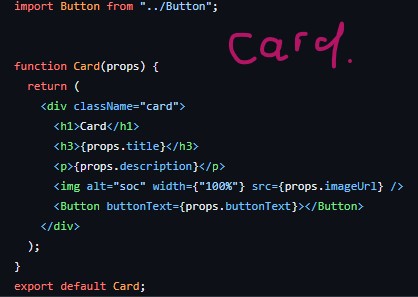 import Button from "../Button";
Card.
function Card(props) {
return (
<div className="card">
<h1>Card</h1>
<h3>{props.title}</h3>
<p>{props.description}</p>
<img alt="soc" width={"100%"} src={props.imageUrl} />
<Button buttonText={props.buttonText}></Button>
</div>
);
}
export default Card;